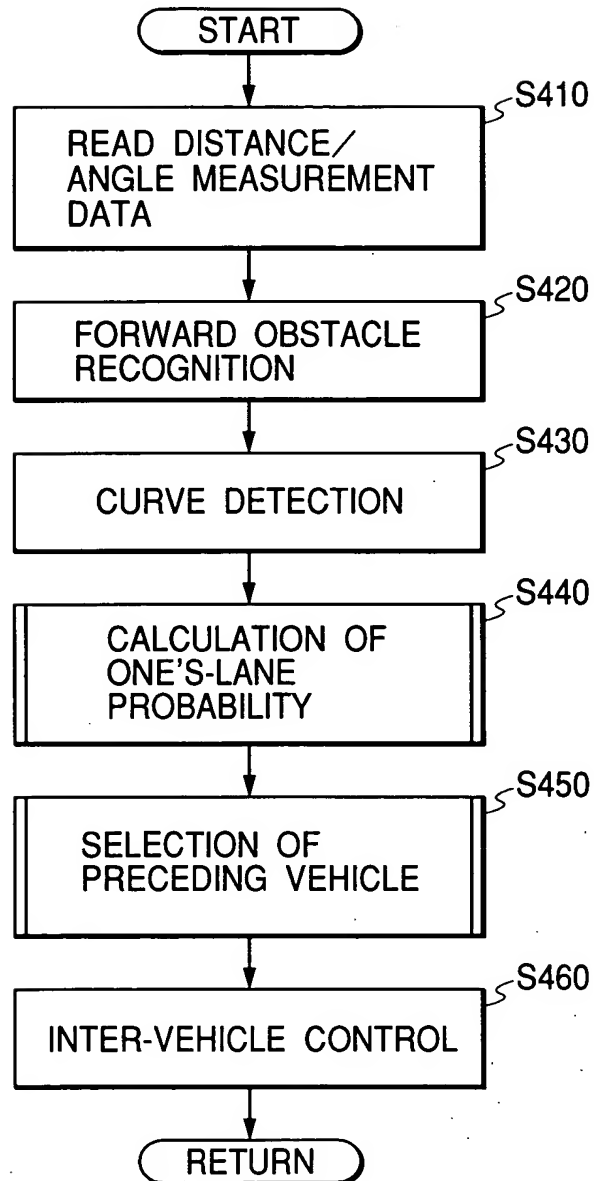 START
S410
READ DISTANCE/
ANGLE MEASUREMENT
DATA
S420
FORWARD OBSTACLE
RECOGNITION
S430
CURVE DETECTION
S440
CALCULATION OF
ONE'S-LANE
PROBABILITY
S450
SELECTION OF
PRECEDING VEHICLE
S460
INTER-VEHICLE CONTROL
RETURN